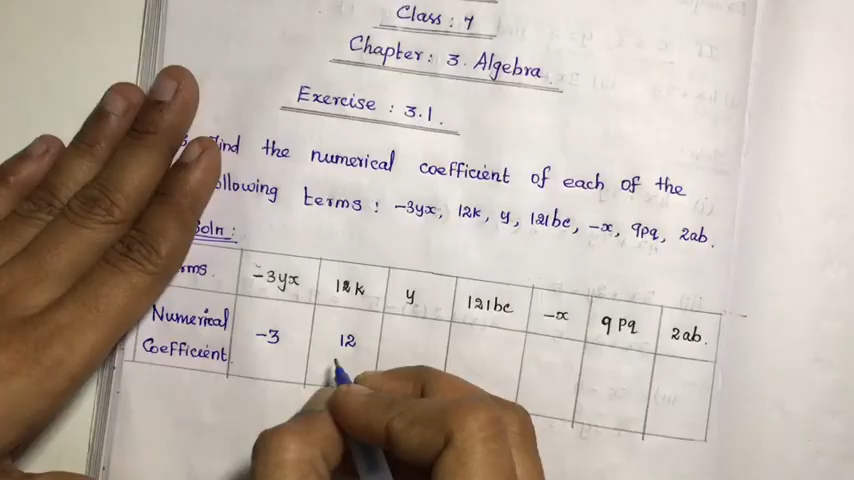 Class : 7
Chapter : 3. Algebra
Exercise : 3.1.
the numerical coefficient of each of the
terms : -3yx, 12k, y, 121bc, -x, 9pq, 2ab.
Soln :
-3yx 12k y 121bc -x 9pq 2ab.
Numerical Coefficient -3 12